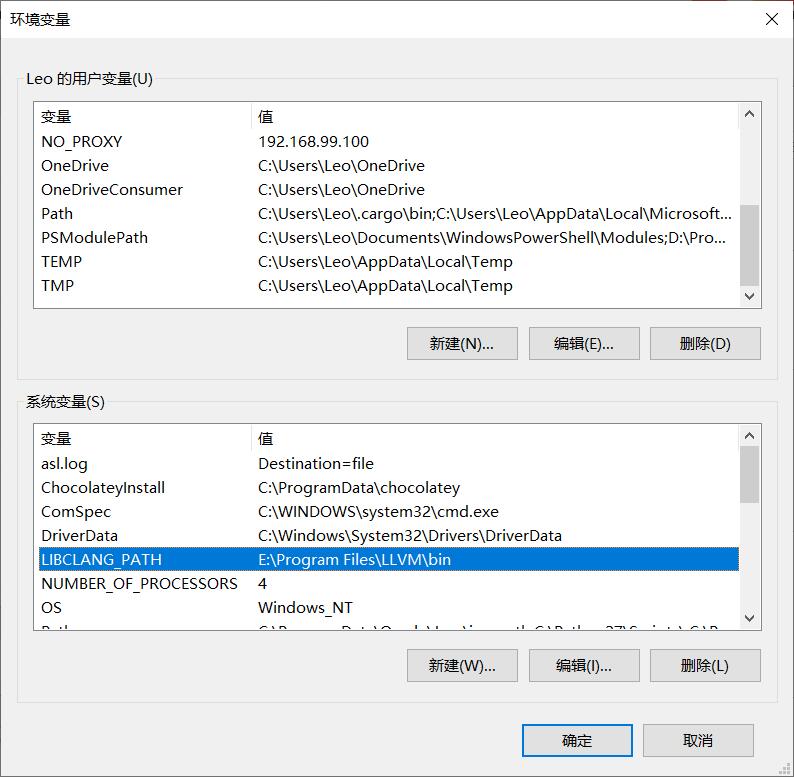 环境变量
Leo 的用户变量(U)
变量 值
NO_PROXY 192.168.99.100
OneDrive C:\Users\Leo\OneDrive
OneDriveConsumer C:\Users\Leo\OneDrive
Path C:\Users\Leo\.cargo\bin;C:\Users\Leo\AppData\Local\Microsoft...
PSModulePath C:\Users\Leo\Documents\WindowsPowerShell\Modules;D:\Pro...
TEMP C:\Users\Leo\AppData\Local\Temp
TMP C:\Users\Leo\AppData\Local\Temp
新建(N)... 编辑(E)... 删除(D)
系统变量(S)
变量 值
asl.log Destination=file
ChocolateyInstall C:\ProgramData\chocolatey
ComSpec C:\WINDOWS\system32\cmd.exe
DriverData C:\Windows\System32\Drivers\DriverData
LIBCLANG_PATH E:\Program Files\LLVM\bin
NUMBER_OF_PROCESSORS 4
OS Windows_NT
新建(W)... 编辑(I)... 删除(L)
确定 取消